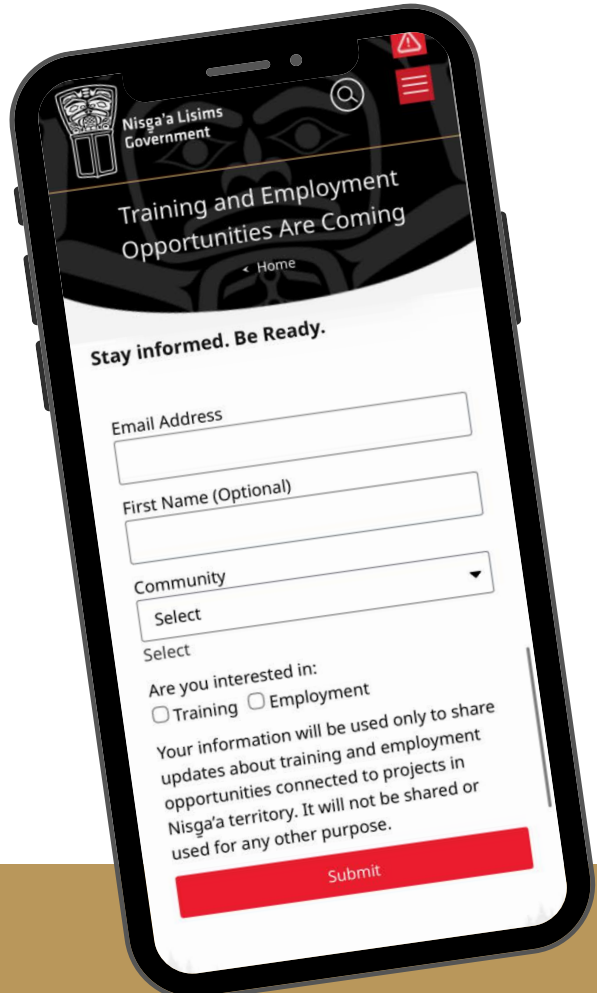 Nisg̱a'a Lisims
Government
Training and Employment
Opportunities Are Coming
< Home
Stay informed. Be Ready.
Email Address
First Name (Optional)
Community
Select
Select
Are you interested in:
Training Employment
Your information will be used only to share
updates about training and employment
opportunities connected to projects in
Nisg̱a’a territory. It will not be shared or
used for any other purpose.
Submit